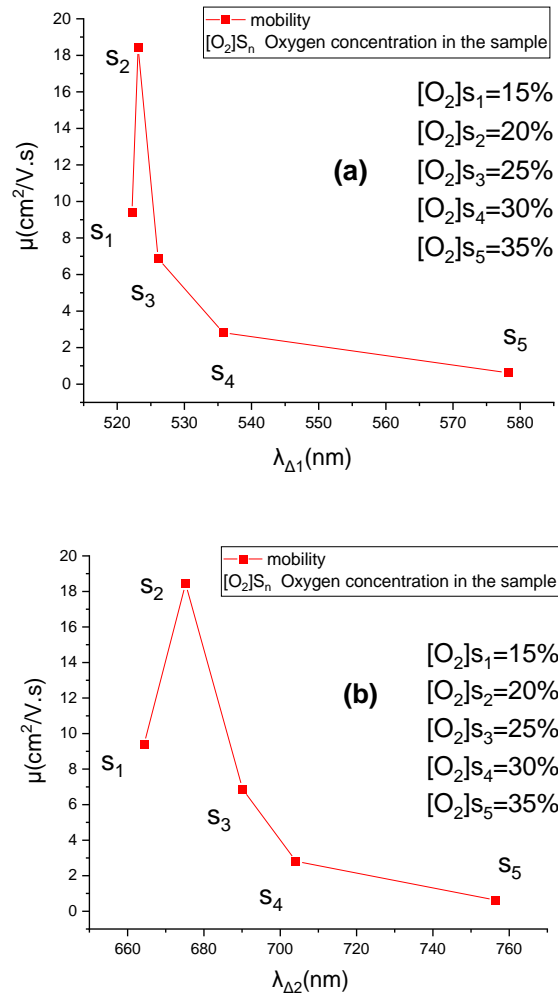 mobility
[O₂]Sₙ Oxygen concentration in the sample
20
18
16
14
12
10
8
6
4
2
0
μ(cm²/V.s)
s₂
s₁
s₃
s₄
s₅
(a)
[O₂]s₁=15%
[O₂]s₂=20%
[O₂]s₃=25%
[O₂]s₄=30%
[O₂]s₅=35%
520 530 540 550 560 570 580
λ_Δ1(nm)
mobility
[O₂]Sₙ Oxygen concentration in the sample
20
18
16
14
12
10
8
6
4
2
0
μ(cm²/V.s)
s₂
s₁
s₃
s₄
s₅
(b)
[O₂]s₁=15%
[O₂]s₂=20%
[O₂]s₃=25%
[O₂]s₄=30%
[O₂]s₅=35%
660 680 700 720 740 760
λ_Δ2(nm)